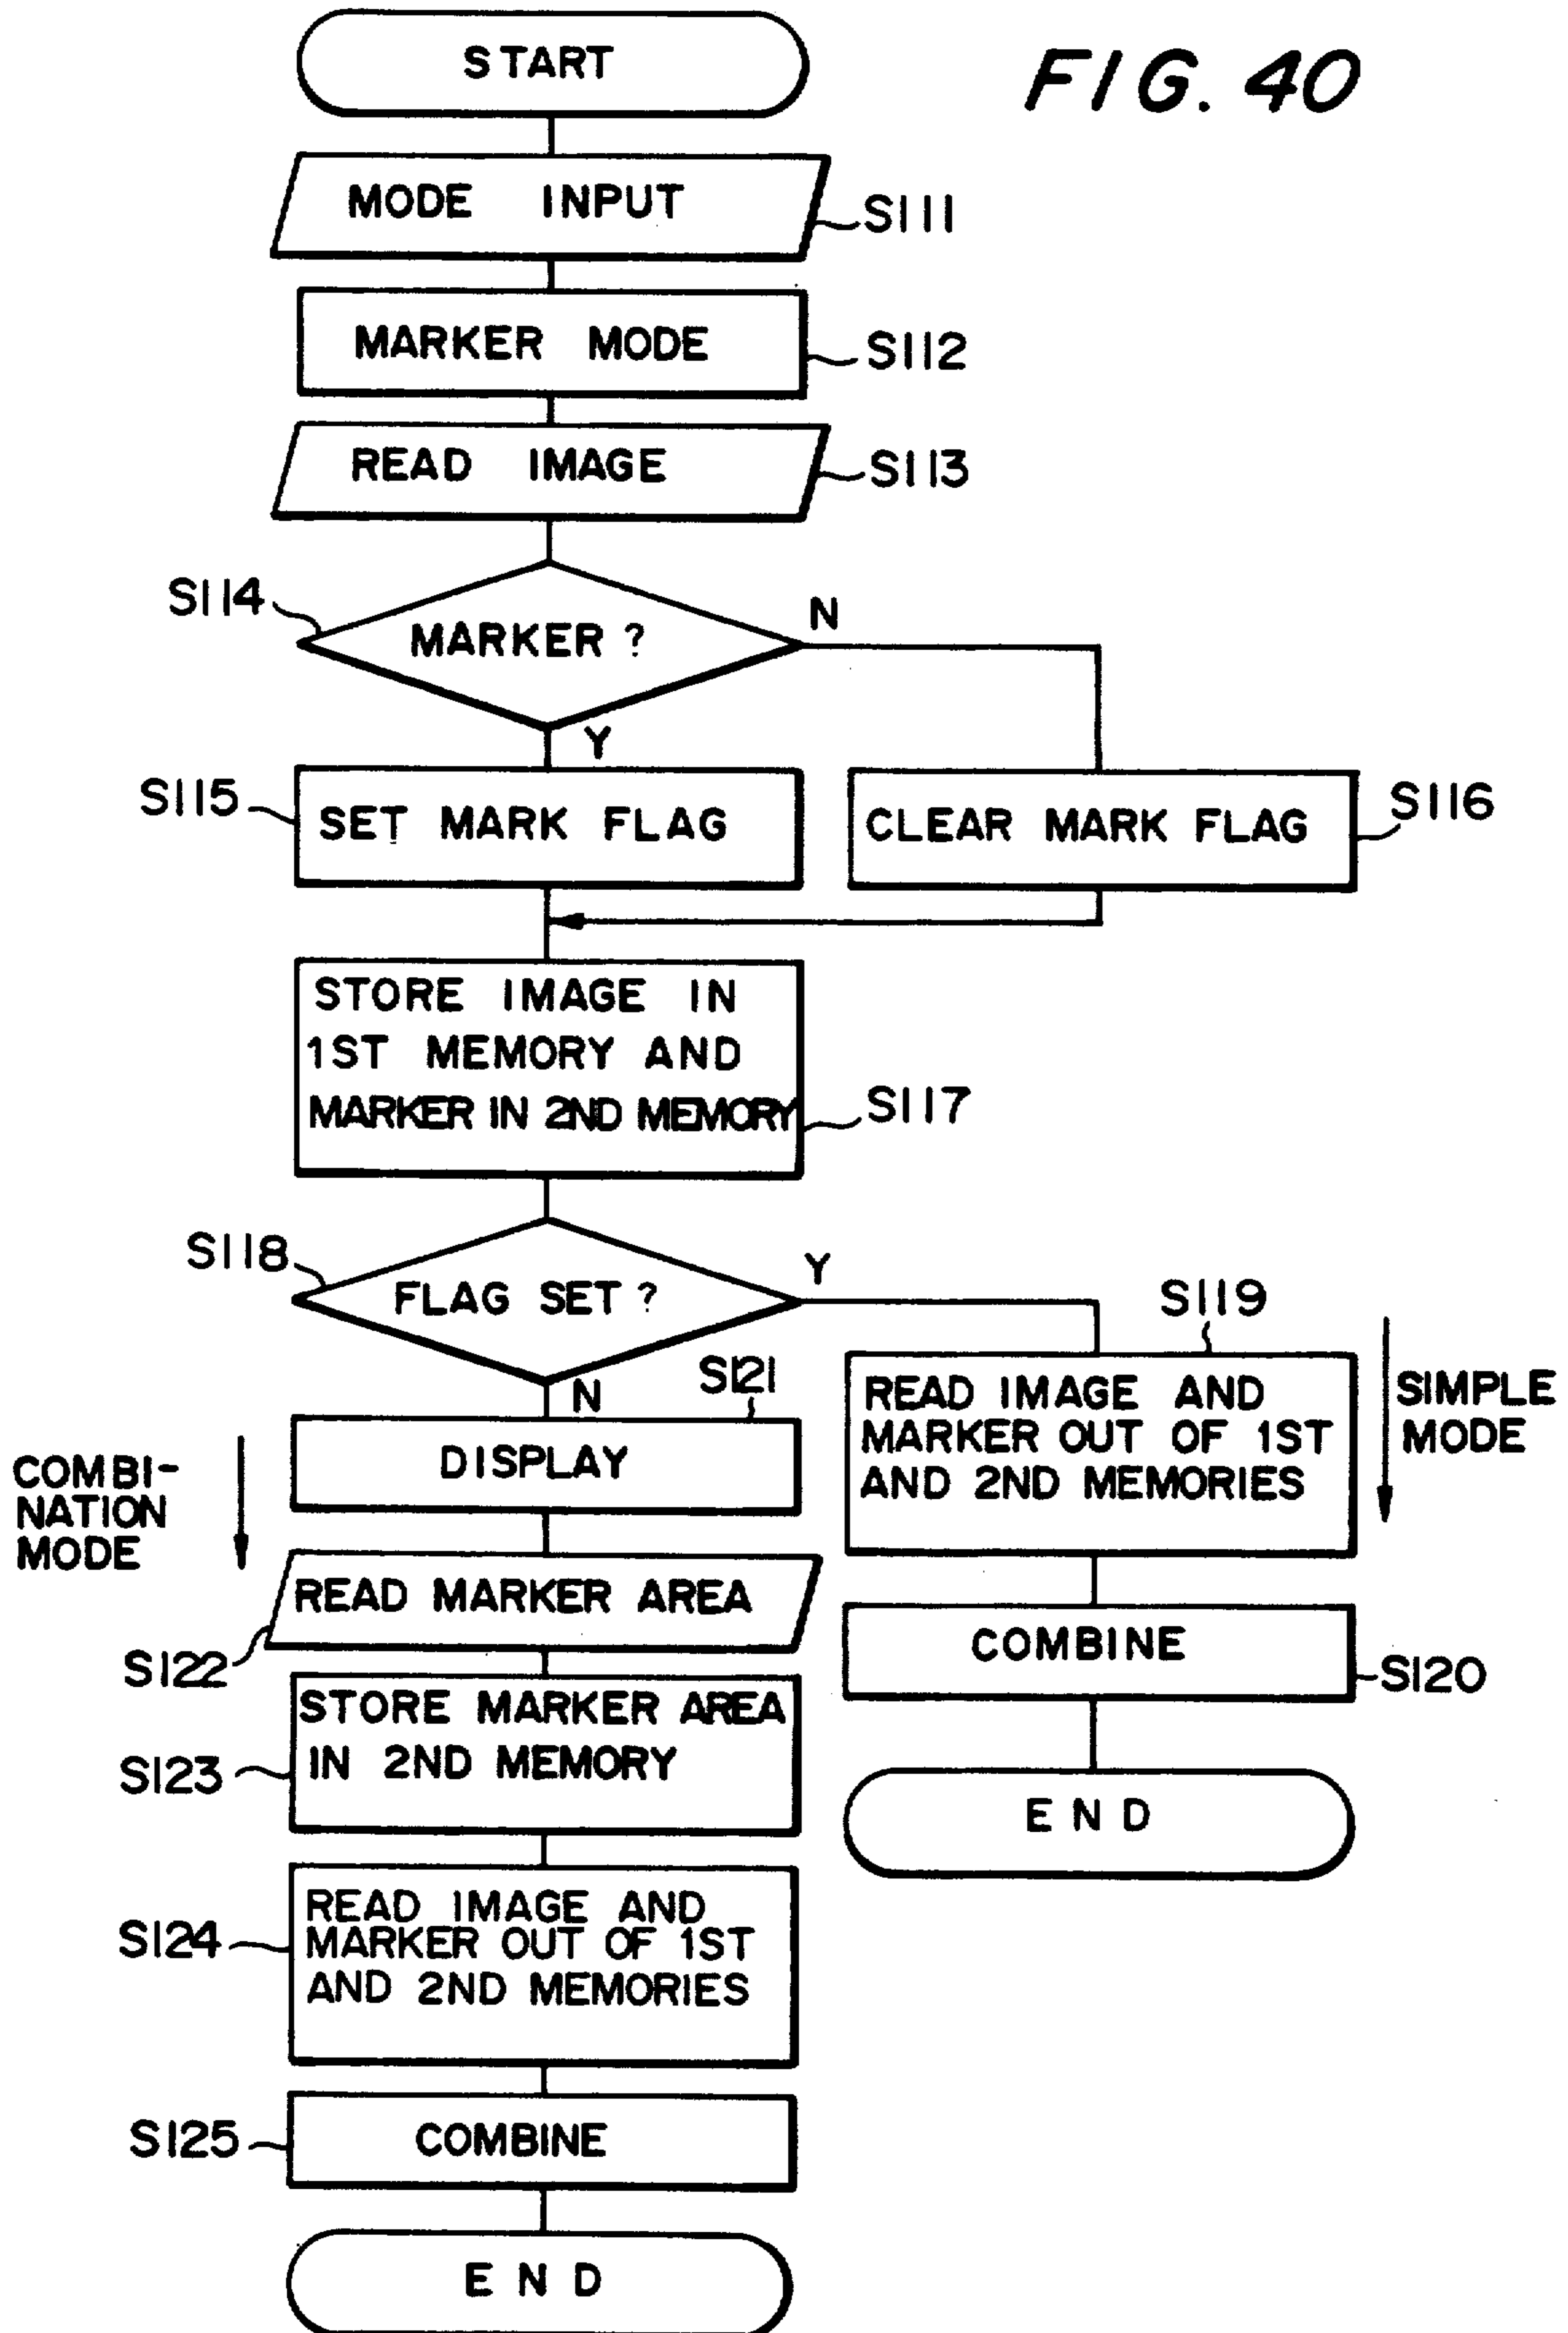 FIG. 40
START
MODE INPUT
S111
MARKER MODE
S112
READ IMAGE
S113
S114
MARKER ?
N
Y
S115
SET MARK FLAG
CLEAR MARK FLAG
S116
STORE IMAGE IN
1ST MEMORY AND
MARKER IN 2ND MEMORY
S117
S118
FLAG SET ?
Y
N
S119
READ IMAGE AND
MARKER OUT OF 1ST
AND 2ND MEMORIES
SIMPLE
MODE
S121
DISPLAY
COMBI-
NATION
MODE
READ MARKER AREA
S122
COMBINE
S120
STORE MARKER AREA
IN 2ND MEMORY
S123
END
READ IMAGE AND
MARKER OUT OF 1ST
AND 2ND MEMORIES
S124
COMBINE
S125
END